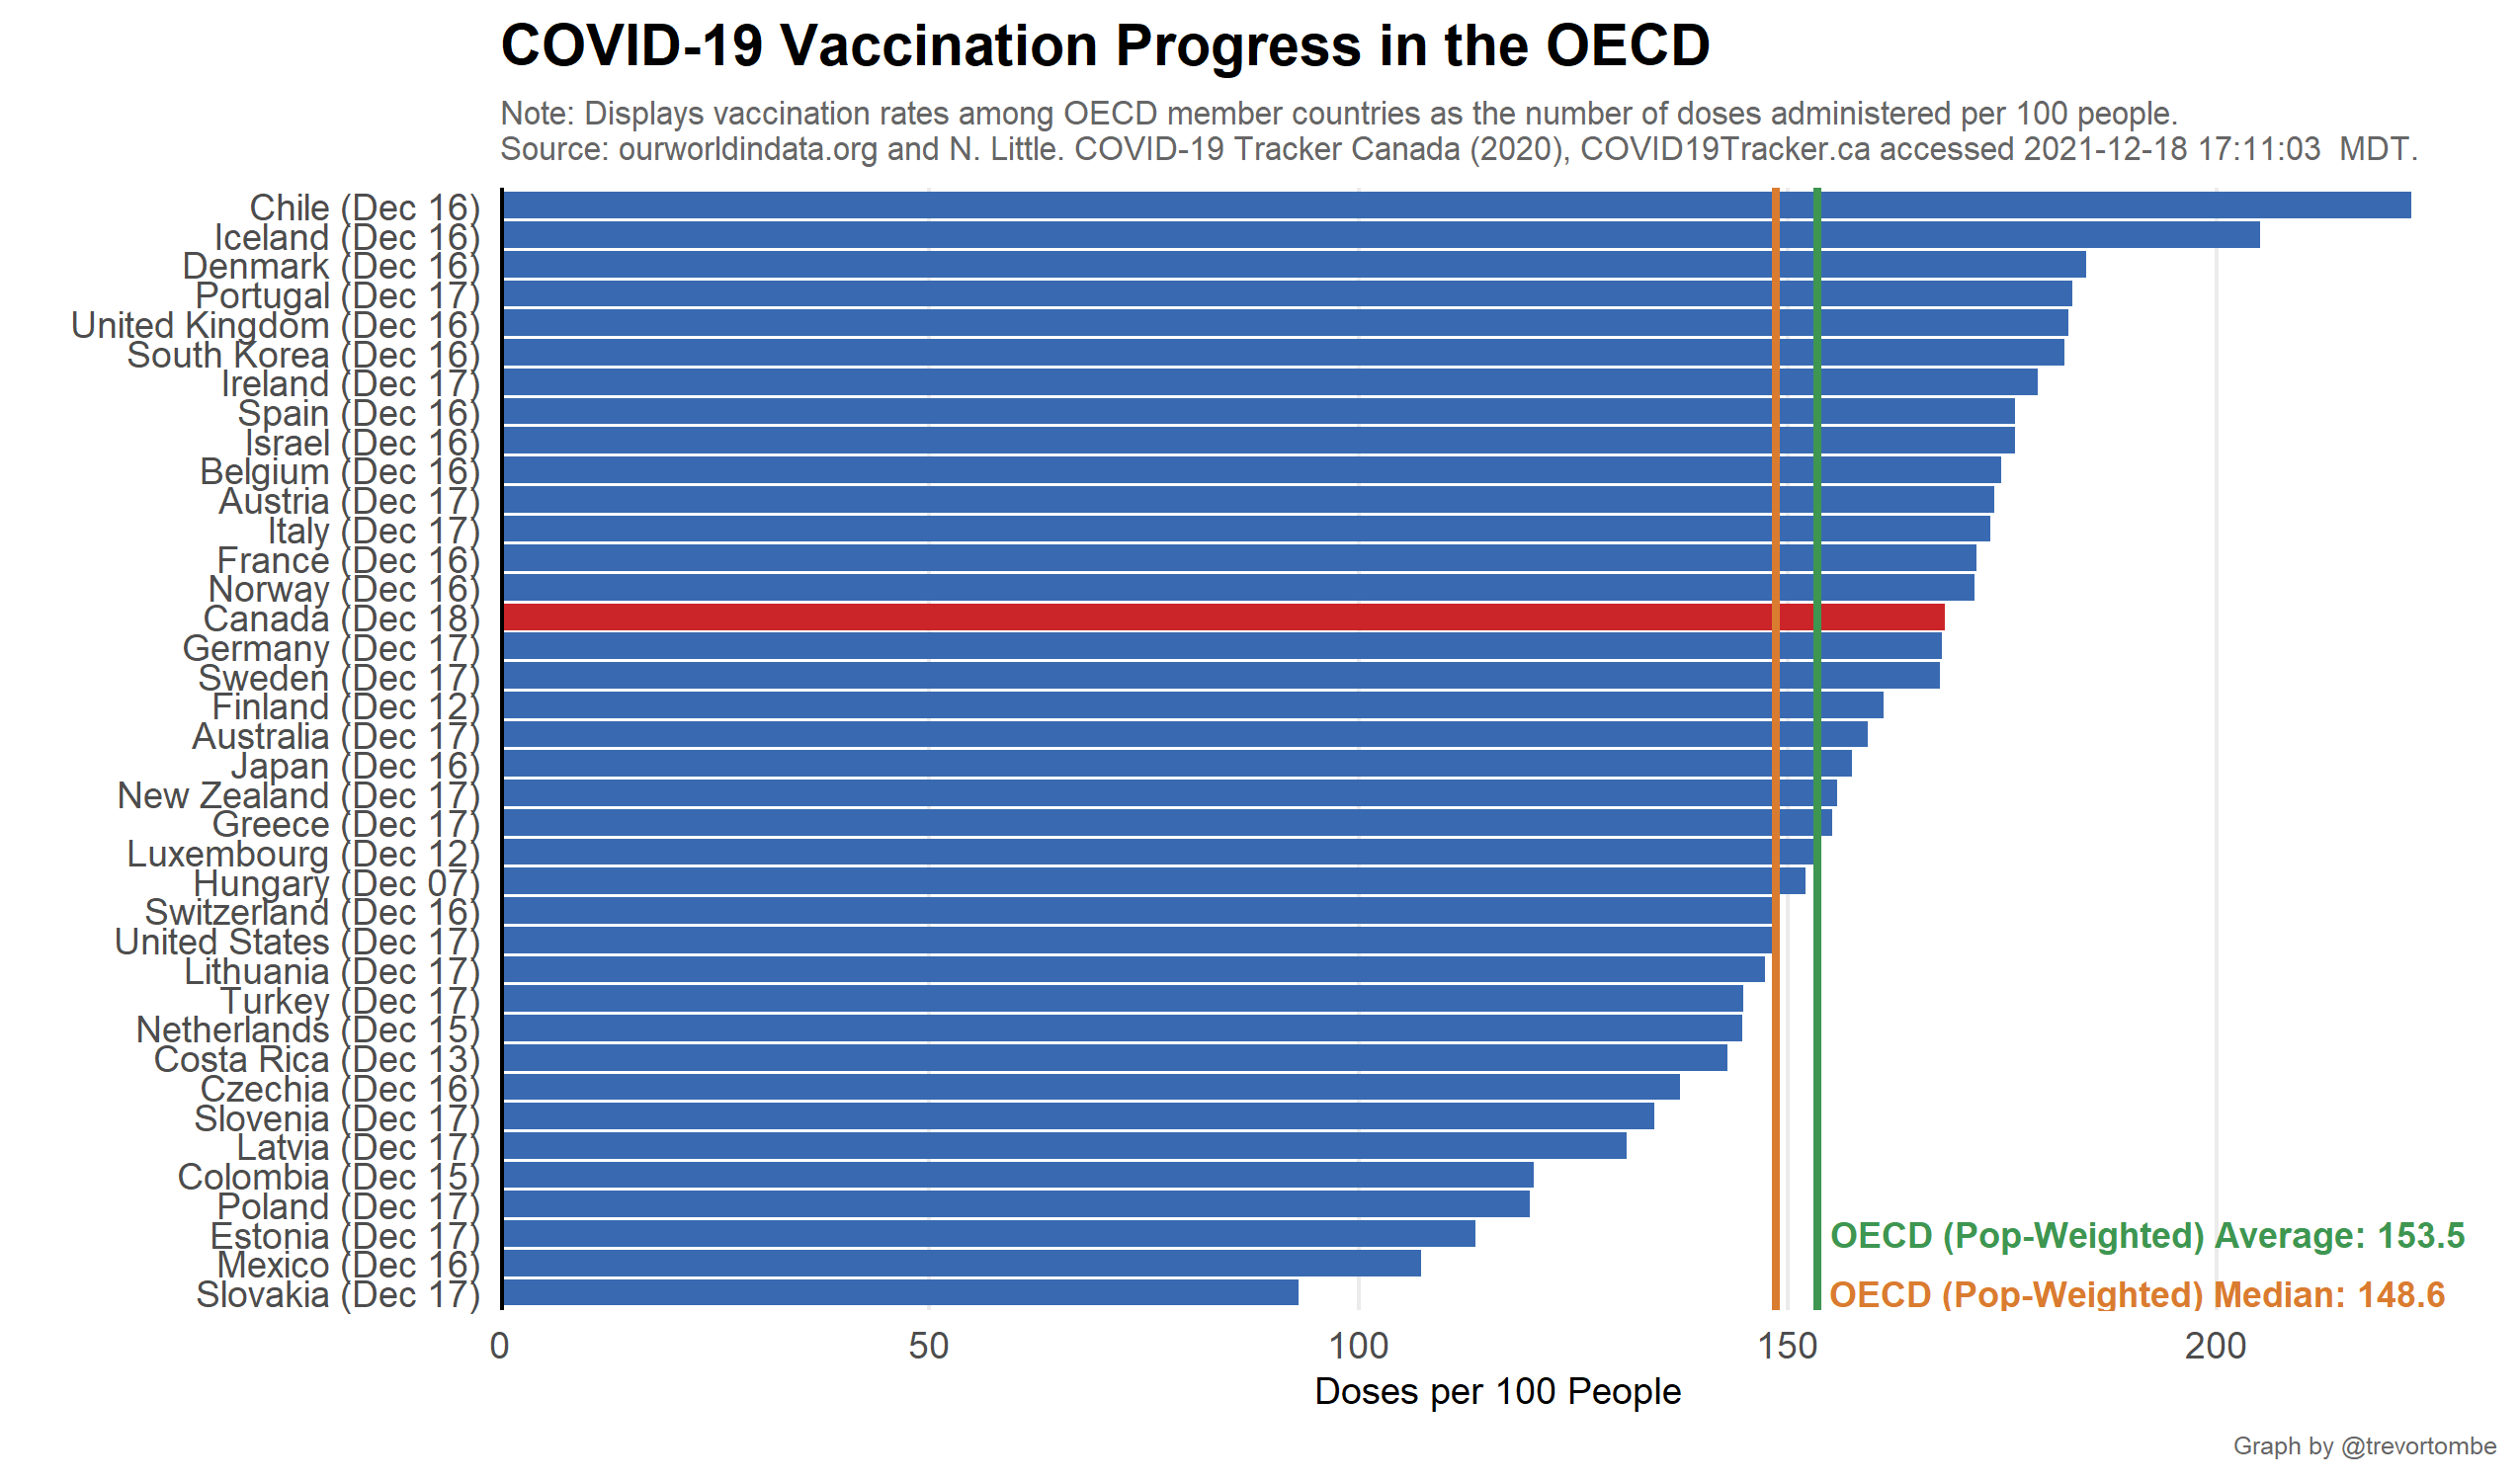 COVID-19 Vaccination Progress in the OECD
Note: Displays vaccination rates among OECD member countries as the number of doses administered per 100 people.
Source: ourworldindata.org and N. Little. COVID-19 Tracker Canada (2020), COVID19Tracker.ca accessed 2021-12-18 17:11:03  MDT.
Chile (Dec 16)
Iceland (Dec 16)
Denmark (Dec 16)
Portugal (Dec 17)
United Kingdom (Dec 16)
South Korea (Dec 16)
Ireland (Dec 17)
Spain (Dec 16)
Israel (Dec 16)
Belgium (Dec 16)
Austria (Dec 17)
Italy (Dec 17)
France (Dec 16)
Norway (Dec 16)
Canada (Dec 18)
Germany (Dec 17)
Sweden (Dec 17)
Finland (Dec 12)
Australia (Dec 17)
Japan (Dec 16)
New Zealand (Dec 17)
Greece (Dec 17)
Luxembourg (Dec 12)
Hungary (Dec 07)
Switzerland (Dec 16)
United States (Dec 17)
Lithuania (Dec 17)
Turkey (Dec 17)
Netherlands (Dec 15)
Costa Rica (Dec 13)
Czechia (Dec 16)
Slovenia (Dec 17)
Latvia (Dec 17)
Colombia (Dec 15)
Poland (Dec 17)
Estonia (Dec 17)
OECD (Pop-Weighted) Average: 153.5
Mexico (Dec 16)
Slovakia (Dec 17)
OECD (Pop-Weighted) Median: 148.6
0 50 100 150 200
Doses per 100 People
Graph by @trevortombe